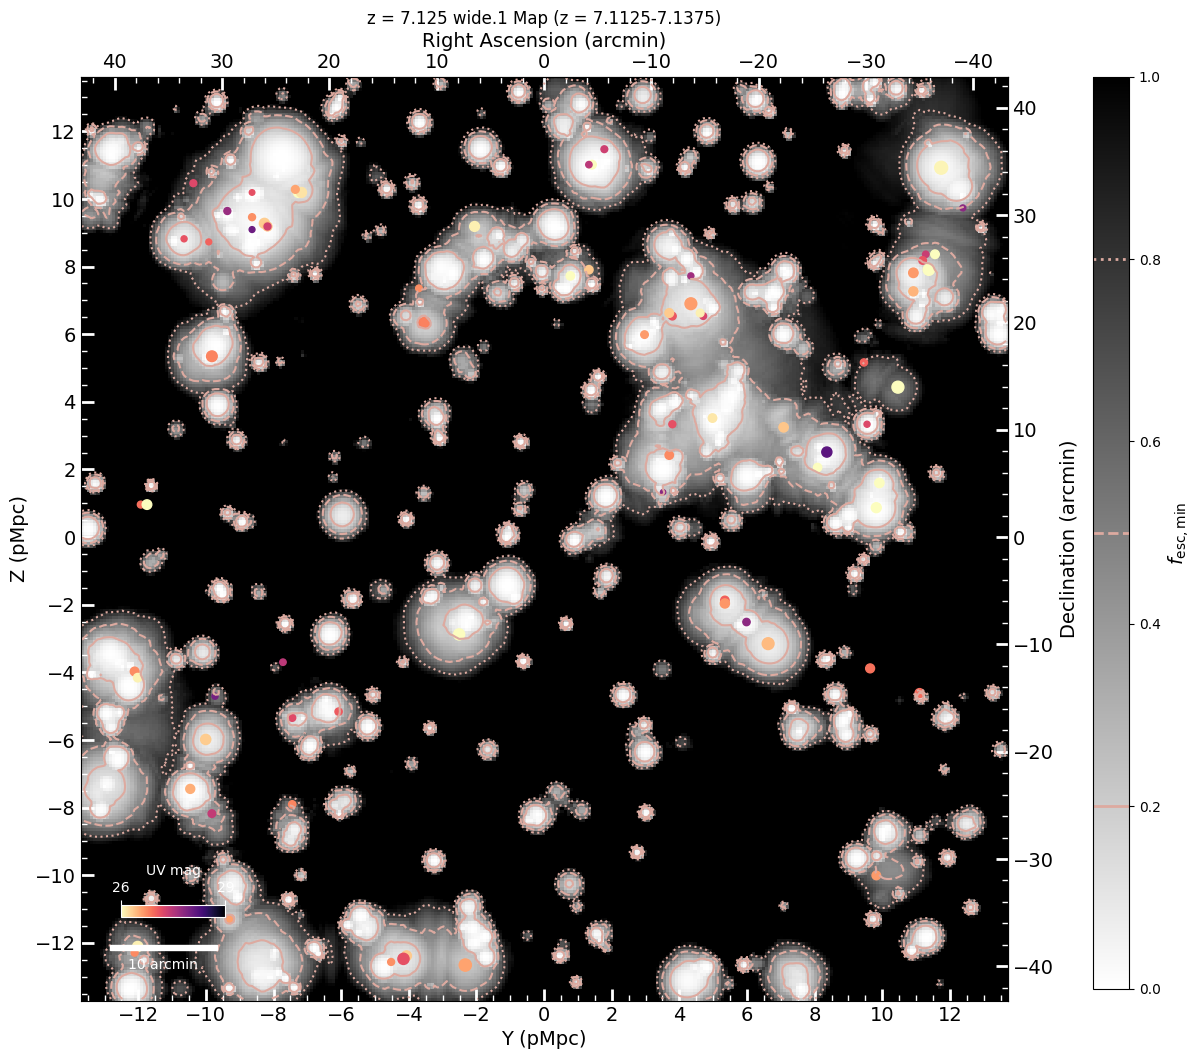 z = 7.125 wide.1 Map (z = 7.1125-7.1375)
Right Ascension (arcmin)
40 30 20 10 0 −10 −20 −30 −40
12
10
8
6
4
2
0
−2
−4
−6
−8
−10
−12
Z (pMpc)
40
30
20
10
0
−10
−20
−30
−40
Declination (arcmin)
1.0
0.8
0.6
0.4
0.2
0.0
fesc,min
UV mag
26
10 arcmin
−12 −10 −8 −6 −4 −2 0 2 4 6 8 10 12
Y (pMpc)